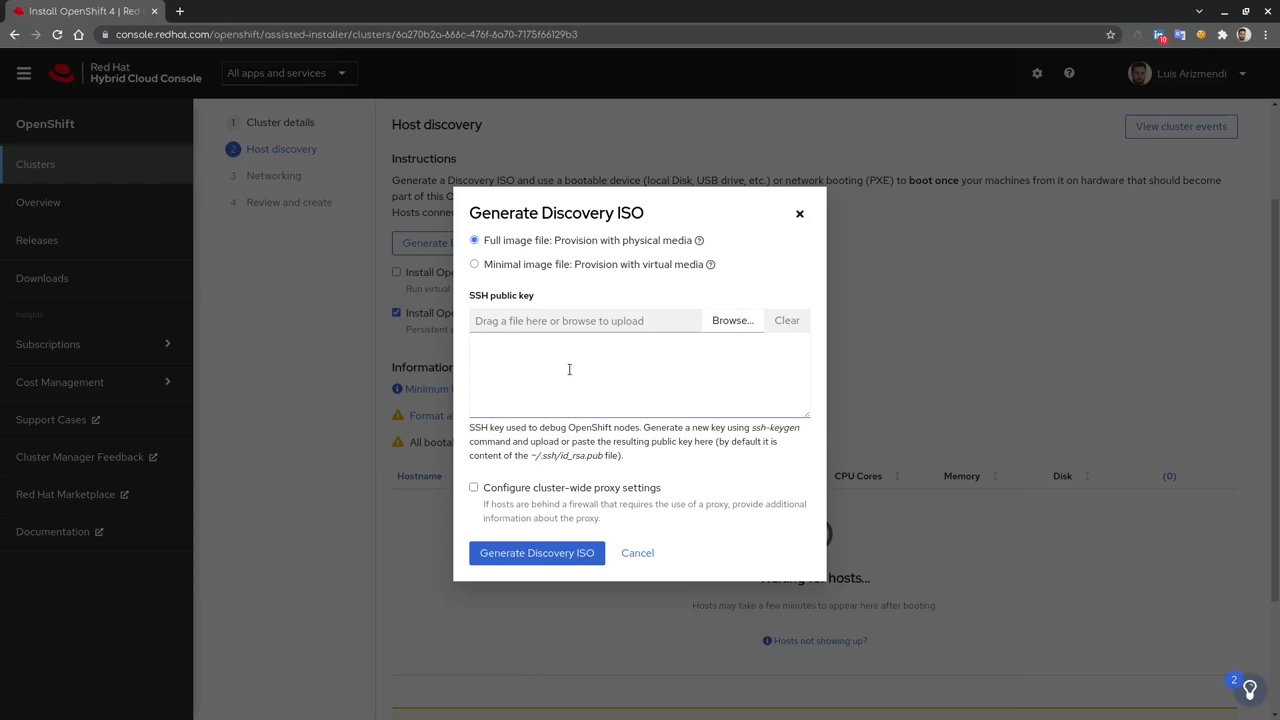 Install OpenShift 4 | Red
console.redhat.com/openshift/assisted-installer/clusters/
10
Red Hat
Hybrid Cloud Console
All apps and services
Luis Arizmendi
OpenShift
Clusters
Overview
Releases
Downloads
Insights
Subscriptions
Cost Management
Support Cases
Cluster Manager Feedback
Red Hat Marketplace
Documentation
1 Cluster details
2 Host discovery
3 Networking
4 Review and create
Host discovery
View cluster events
Instructions
Generate a Discovery ISO and use a bootable device (local Disk, USB drive, etc.) or network booting (PXE) to boot once your machines from it on hardware that should become
part of this
Hosts
Generate
Install
Run virtual
Install
Persistent
Information
Minimum
Format
All
Generate Discovery ISO
Full image file: Provision with physical media
Minimal image file: Provision with virtual media
SSH public key
Drag a file here or browse to upload
Browse...
Clear
SSH key used to debug OpenShift nodes. Generate a new key using ssh-keygen
command and upload or paste the resulting public key here (by default it is
content of the ~/.ssh/id_rsa.pub file).
Configure cluster-wide proxy settings
If hosts are behind a firewall that requires the use of a proxy, provide additional
information about the proxy.
Generate Discovery ISO
Cancel
Hostname
CPU Cores
Memory
Disk
(0)
hosts...
Hosts may take a few minutes to appear here after booting.
Hosts not showing up?
2